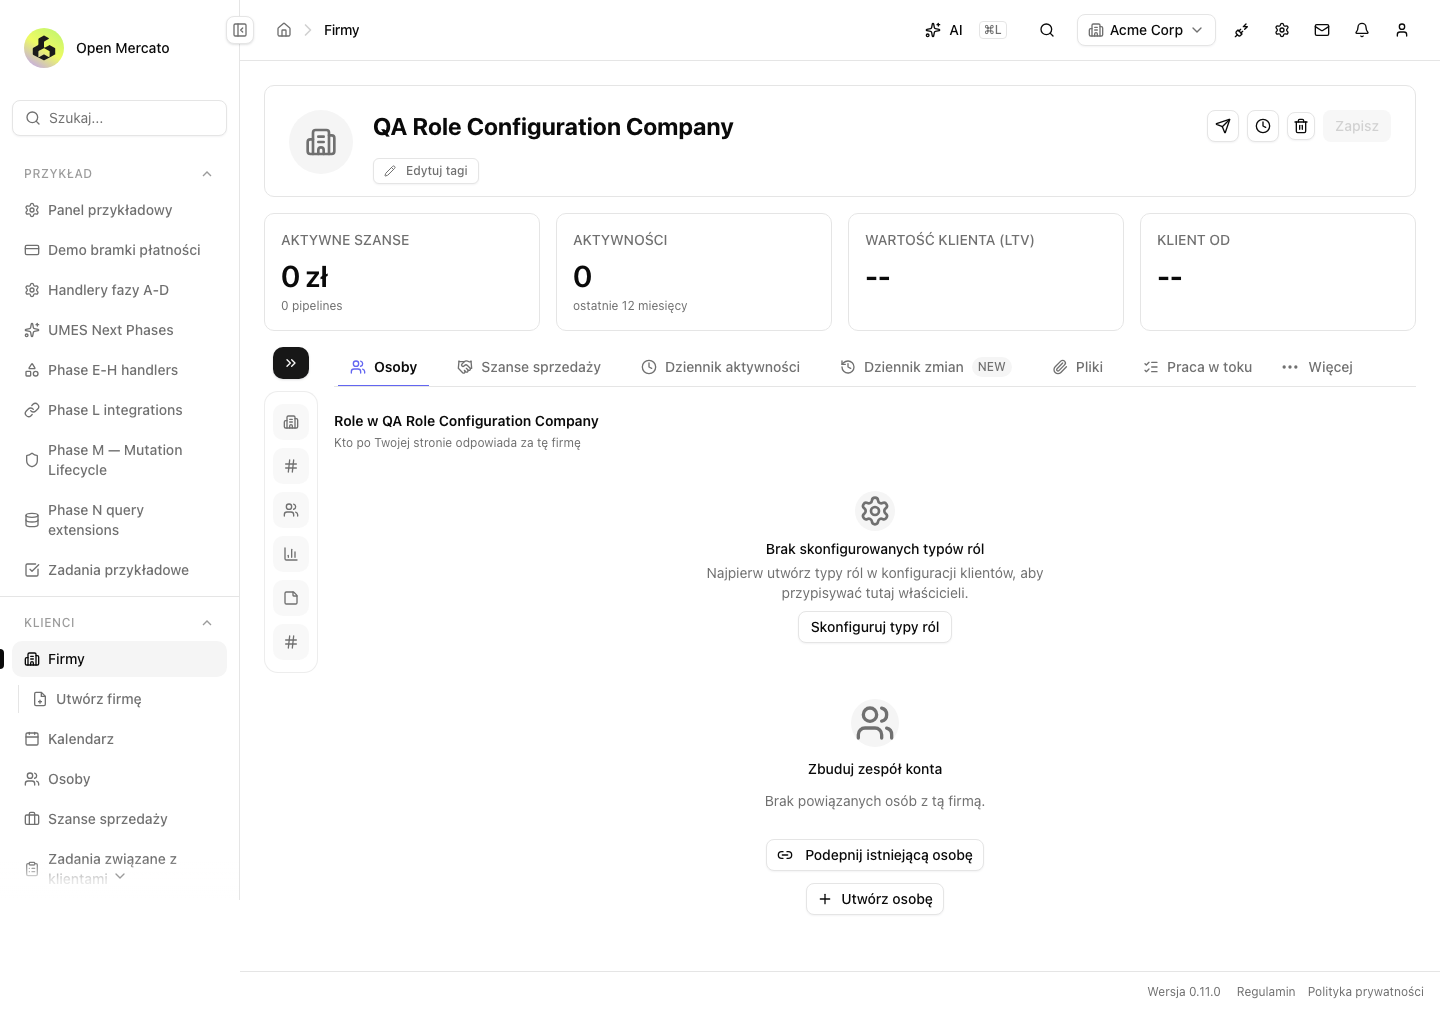 Open Mercato
Szukaj...
PRZYKŁAD
Panel przykładowy
Demo bramki płatności
Handlery fazy A-D
UMES Next Phases
Phase E-H handlers
Phase L integrations
Phase M — Mutation
Lifecycle
Phase N query
extensions
Zadania przykładowe
KLIENCI
Firmy
Utwórz firmę
Kalendarz
Osoby
Szanse sprzedaży
Zadania związane z
klientami
Firmy
AI ⌘L
Acme Corp
QA Role Configuration Company
Edytuj tagi
Zapisz
AKTYWNE SZANSE
0 zł
0 pipelines
AKTYWNOŚCI
0
ostatnie 12 miesięcy
WARTOŚĆ KLIENTA (LTV)
--
KLIENT OD
--
Osoby
Szanse sprzedaży
Dziennik aktywności
Dziennik zmian NEW
Pliki
Praca w toku
Więcej
Role w QA Role Configuration Company
Kto po Twojej stronie odpowiada za tę firmę
Brak skonfigurowanych typów ról
Najpierw utwórz typy ról w konfiguracji klientów, aby
przypisywać tutaj właścicieli.
Skonfiguruj typy ról
Zbuduj zespół konta
Brak powiązanych osób z tą firmą.
Podepnij istniejącą osobę
Utwórz osobę
Wersja 0.11.0
Regulamin
Polityka prywatności